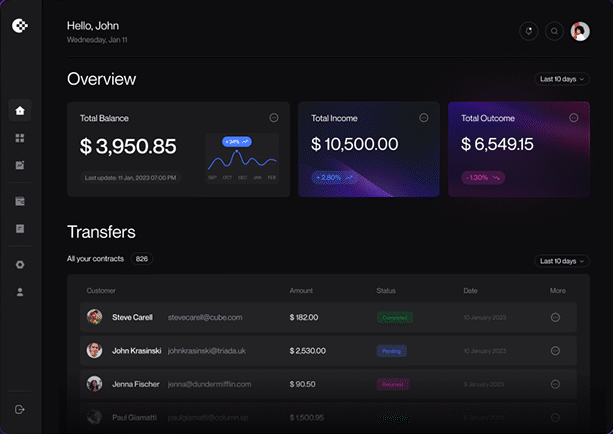 Hello, John
Wednesday, Jan 11
Overview
Last 10 days
Total Balance
$ 3,950.85
Last update: 11 Jan, 2023 07:00 PM
+ 24%
SEP OCT DEC JAN FEB
Total Income
$ 10,500.00
+ 2.80%
Total Outcome
$ 6,549.15
- 1.30%
Transfers
All your contracts 826
Last 10 days
Customer Amount Status Date More
Steve Carell stevecarell@cube.com $ 182.00 Completed 10 January 2023
John Krasinski johnkrasinski@triada.uk $ 2,530.00 Pending 10 January 2023
Jenna Fischer jenna@dundermifflin.com $ 90.50 Returned January 2023
Paul Giamatti paulgiamatti@column.sp $ 1,500.95